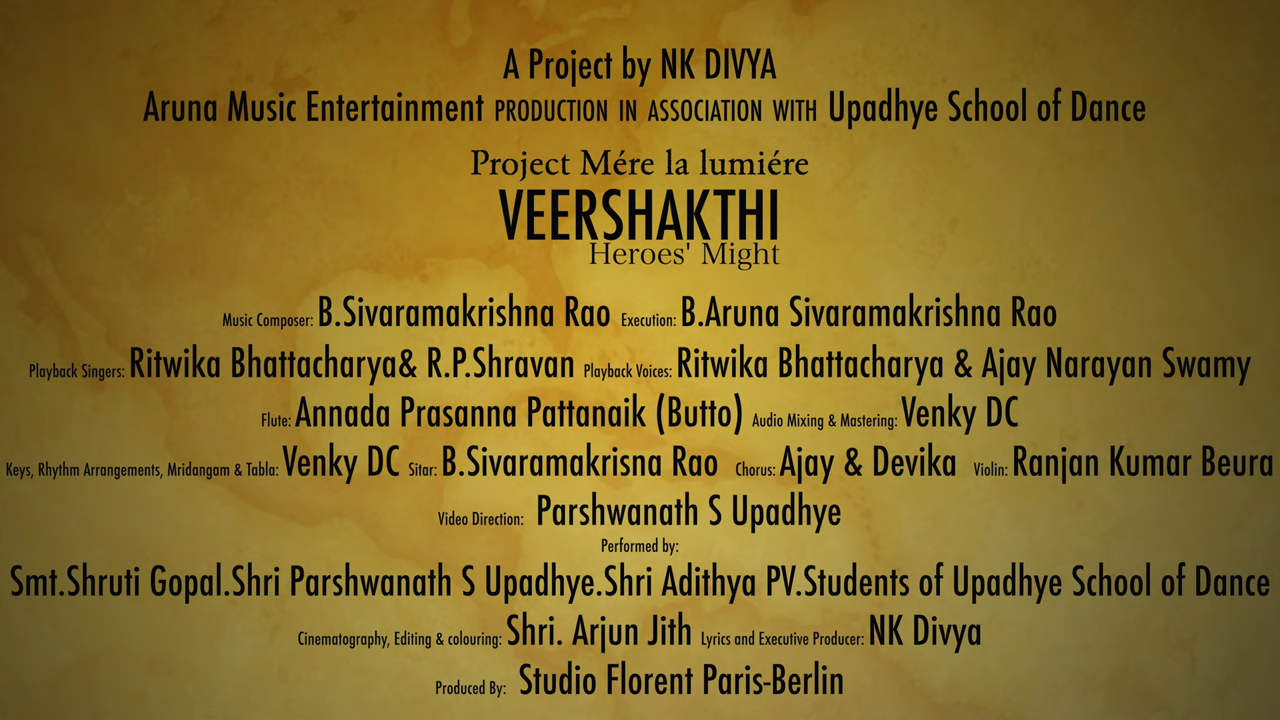 A Project by NK DIVYA
Aruna Music Entertainment PRODUCTION IN ASSOCIATION WITH Upadhye School of Dance
Project Mére la lumiére
VEERSHAKTHI
Heroes' Might
Music Composer: B.Sivaramakrishna Rao Execution: B.Aruna Sivaramakrishna Rao
Playback Singers: Ritwika Bhattacharya& R.P.Shravan Playback Voices: Ritwika Bhattacharya & Ajay Narayan Swamy
Flute: Annada Prasanna Pattanaik (Butto) Audio Mixing & Mastering: Venky DC
Keys, Rhythm Arrangements, Mridangam & Tabla: Venky DC Sitar: B.Sivaramakrisna Rao Chorus: Ajay & Devika Violin: Ranjan Kumar Beura
Video Direction: Parshwanath S Upadhye
Performed by:
Smt.Shruti Gopal.Shri Parshwanath S Upadhye.Shri Adithya PV.Students of Upadhye School of Dance
Cinematography, Editing & colouring: Shri. Arjun Jith Lyrics and Executive Producer: NK Divya
Produced By: Studio Florent Paris-Berlin